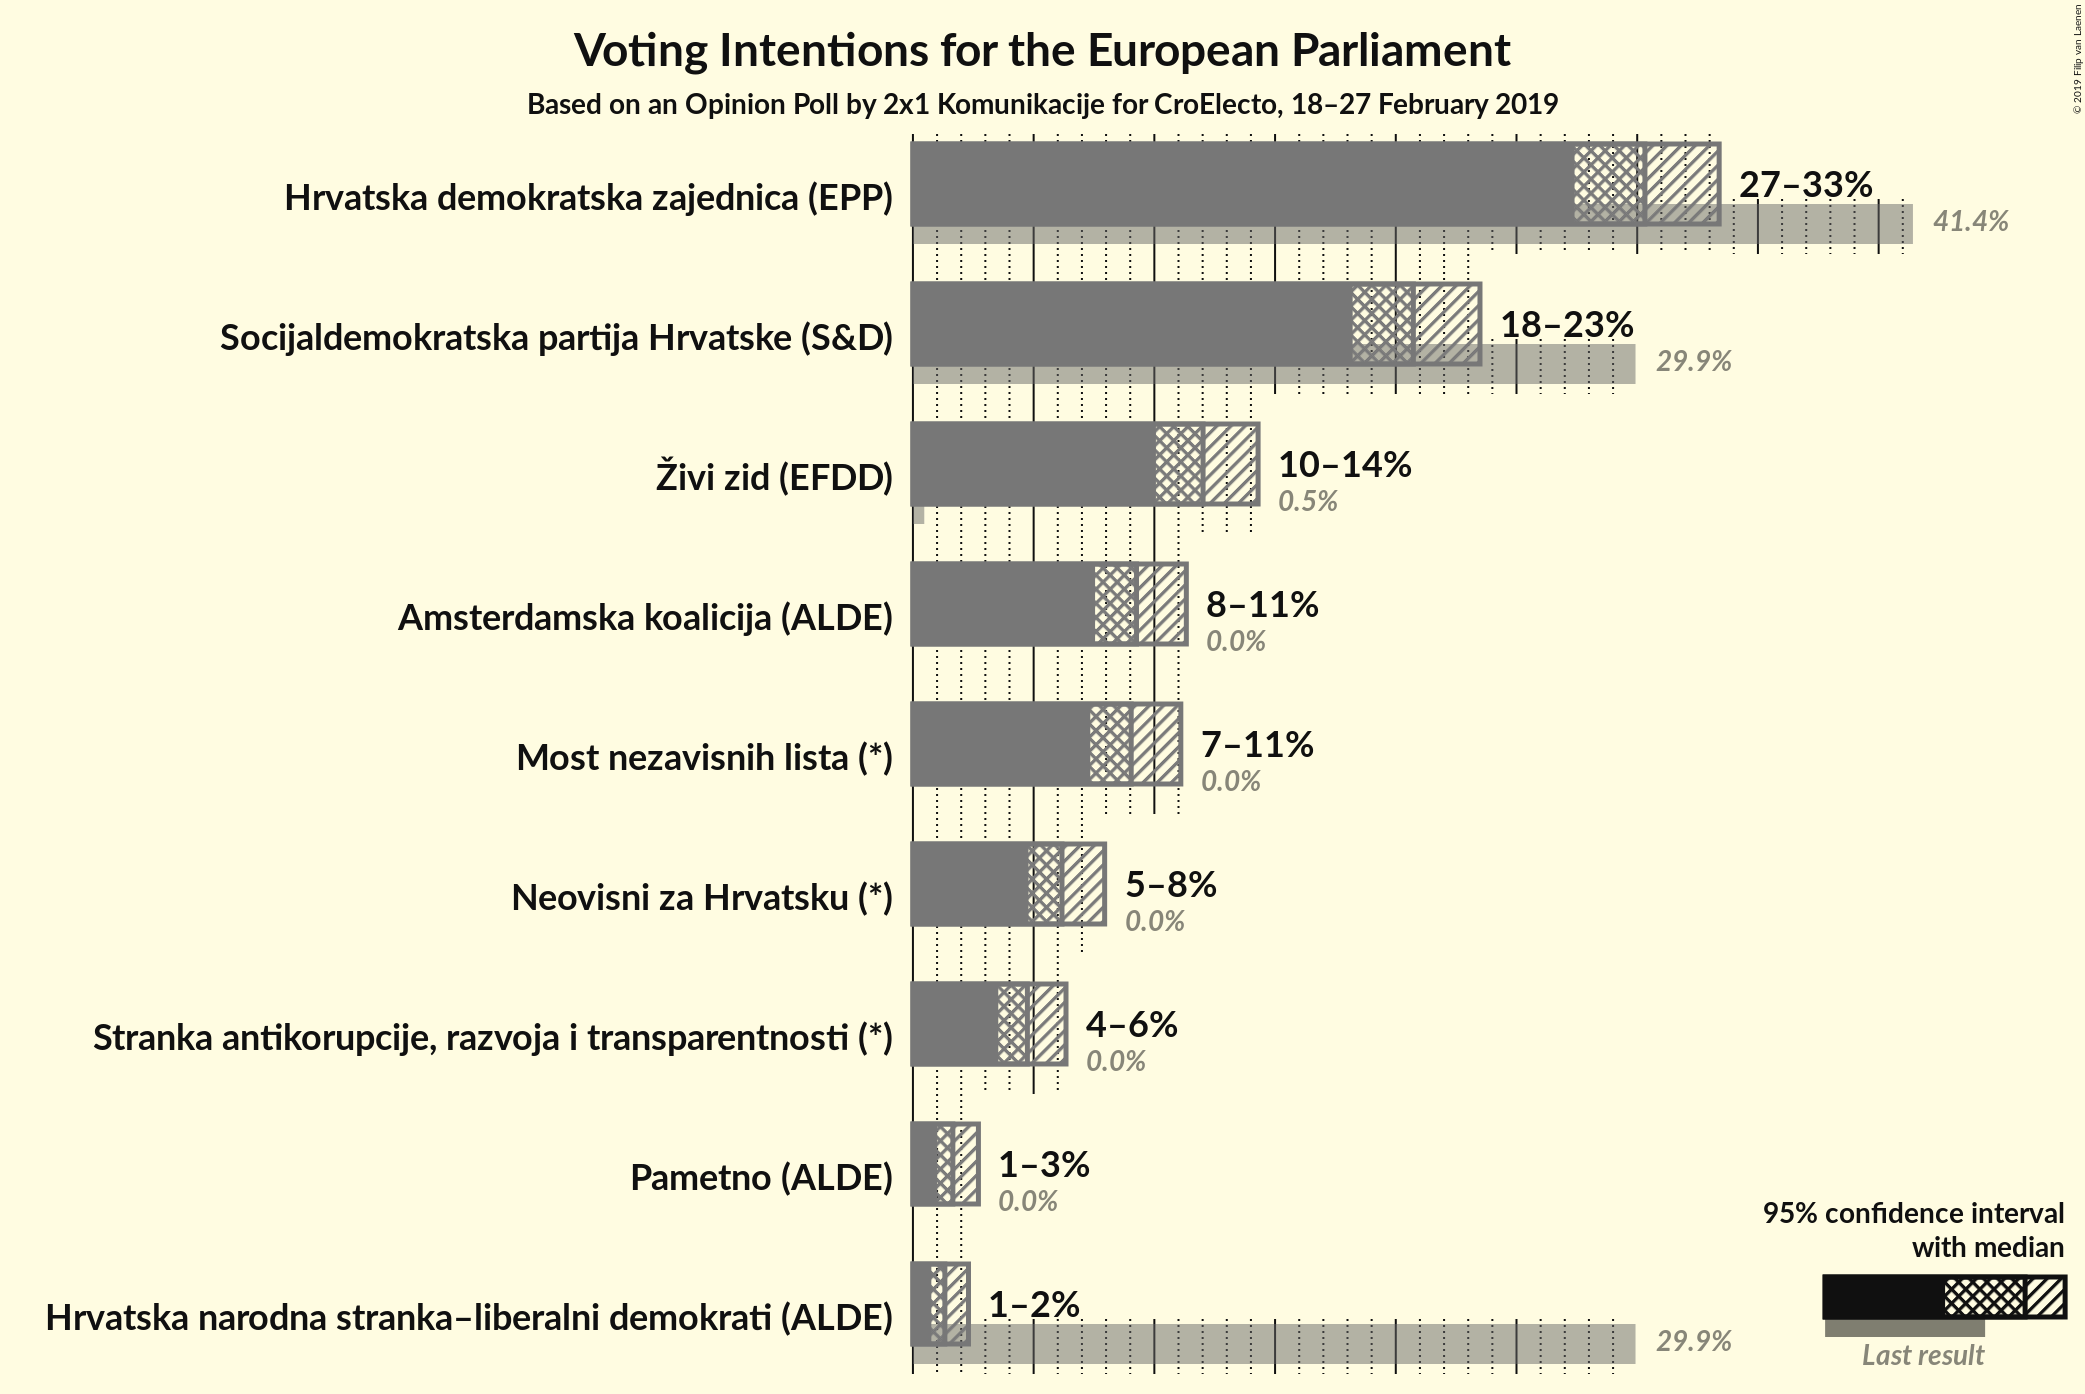 Voting Intentions for the European Parliament
Based on an Opinion Poll by 2x1 Komunikacije for CroElecto, 18–27 February 2019
© 2019 Filip van Laenen
Hrvatska demokratska zajednica (EPP)
27–33%
41.4%
Socijaldemokratska partija Hrvatske (S&D)
18–23%
29.9%
Živi zid (EFDD)
10–14%
0.5%
Amsterdamska koalicija (ALDE)
8–11%
0.0%
Most nezavisnih lista (*)
7–11%
0.0%
Neovisni za Hrvatsku (*)
5–8%
0.0%
Stranka antikorupcije, razvoja i transparentnosti (*)
4–6%
0.0%
Pametno (ALDE)
1–3%
0.0%
Hrvatska narodna stranka–liberalni demokrati (ALDE)
1–2%
29.9%
95% confidence interval
with median
Last result